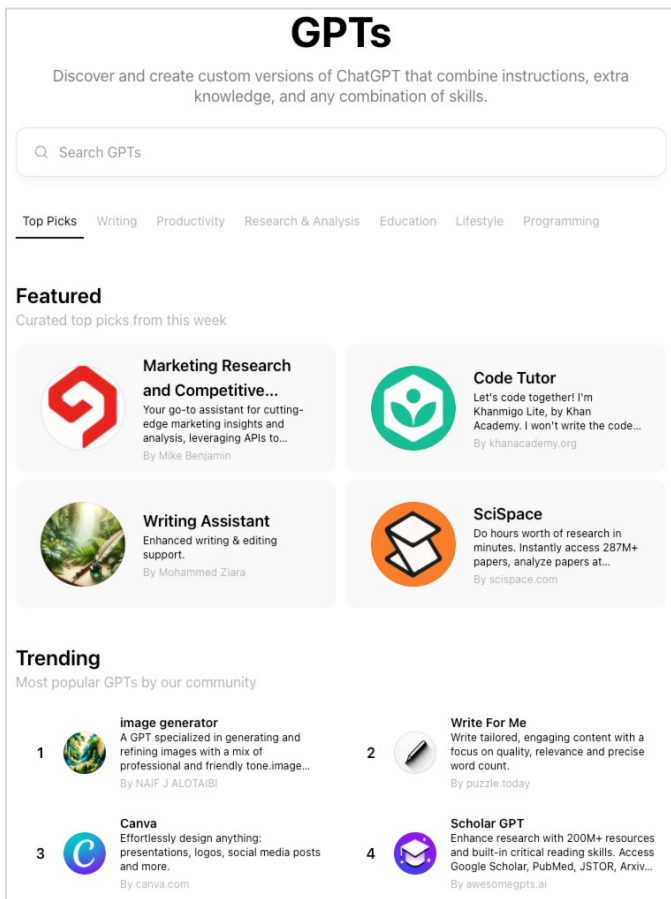 GPTs
Discover and create custom versions of ChatGPT that combine instructions, extra
knowledge, and any combination of skills.
Search GPTs
Top Picks Writing Productivity Research & Analysis Education Lifestyle Programming
Featured
Curated top picks from this week
Marketing Research
and Competitive...
Your go-to assistant for cutting-
edge marketing insights and
analysis, leveraging APIs to...
By Mike Benjamin
Code Tutor
Let's code together! I'm
Khanmigo Lite, by Khan
Academy. I won't write the code...
By khanacademy.org
Writing Assistant
Enhanced writing & editing
support.
By Mohammed Ziara
SciSpace
Do hours worth of research in
minutes. Instantly access 287M+
papers, analyze papers at...
By scispace.com
Trending
Most popular GPTs by our community
1
image generator
A GPT specialized in generating and
refining images with a mix of
professional and friendly tone.image...
By NAIF J ALOTAIBI
2
Write For Me
Write tailored, engaging content with a
focus on quality, relevance and precise
word count.
By puzzle.today
3
Canva
Effortlessly design anything:
presentations, logos, social media posts
and more.
By canva.com
4
Scholar GPT
Enhance research with 200M+ resources
and built-in critical reading skills. Access
Google Scholar, PubMed, JSTOR, Arxiv...
By awesomegpts.ai